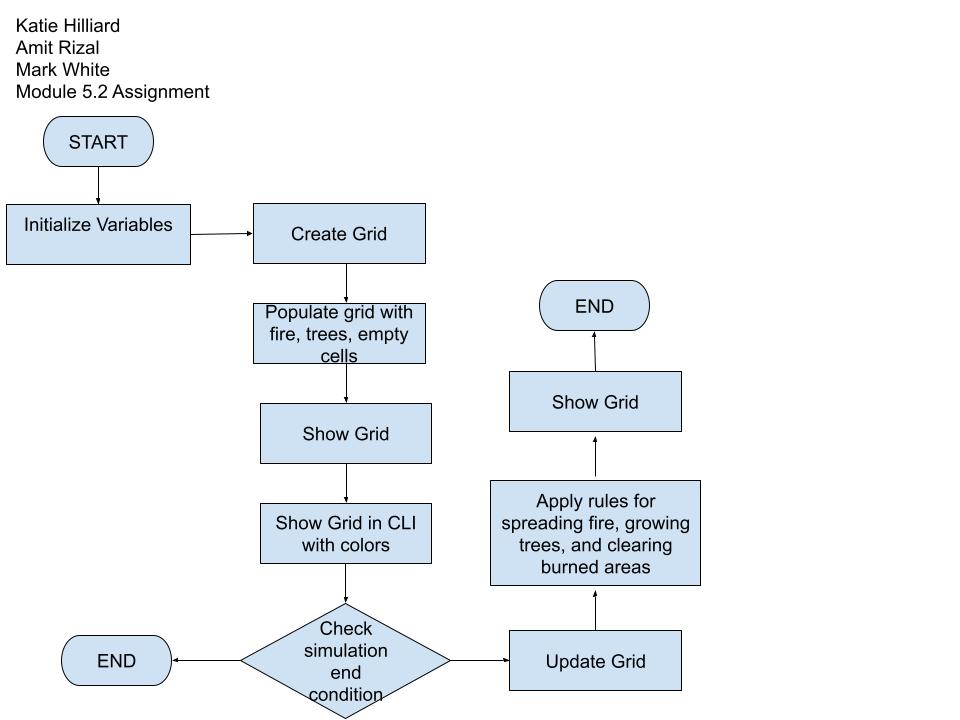 Katie Hilliard
Amit Rizal
Mark White
Module 5.2 Assignment
START
Initialize Variables
Create Grid
Populate grid with
fire, trees, empty
cells
Show Grid
Show Grid in CLI
with colors
Check
simulation
end
condition
END
Update Grid
Apply rules for
spreading fire, growing
trees, and clearing
burned areas
Show Grid
END